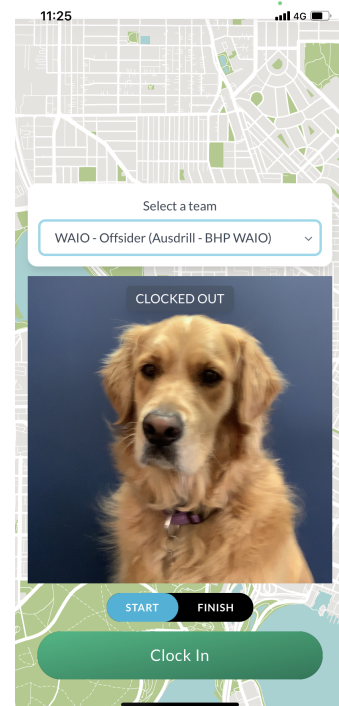 11:25
4G
Select a team
WAIO - Offsider (Ausdrill - BHP WAIO)
CLOCKED OUT
START
FINISH
Clock In